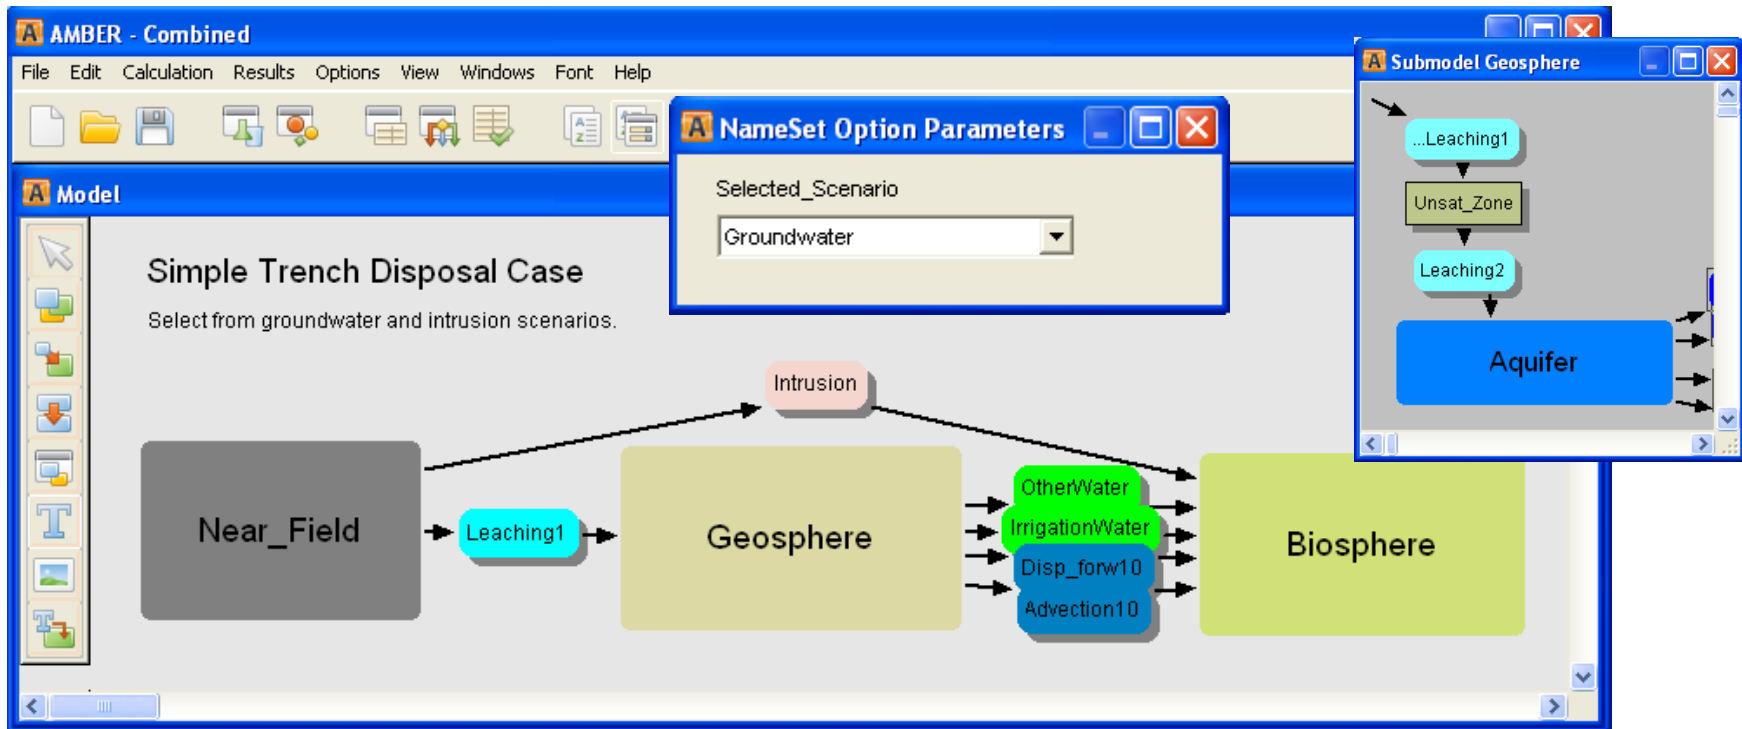 AMBER - Combined
File Edit Calculation Results Options View Windows Font Help
NameSet Option Parameters
Selected_Scenario
Groundwater
Submodel Geosphere
...Leaching1
Unsat_Zone
Leaching2
Aquifer
Model
Simple Trench Disposal Case
Select from groundwater and intrusion scenarios.
Intrusion
Near_Field
Leaching1
Geosphere
OtherWater
IrrigationWater
Disp_forw10
Advection10
Biosphere